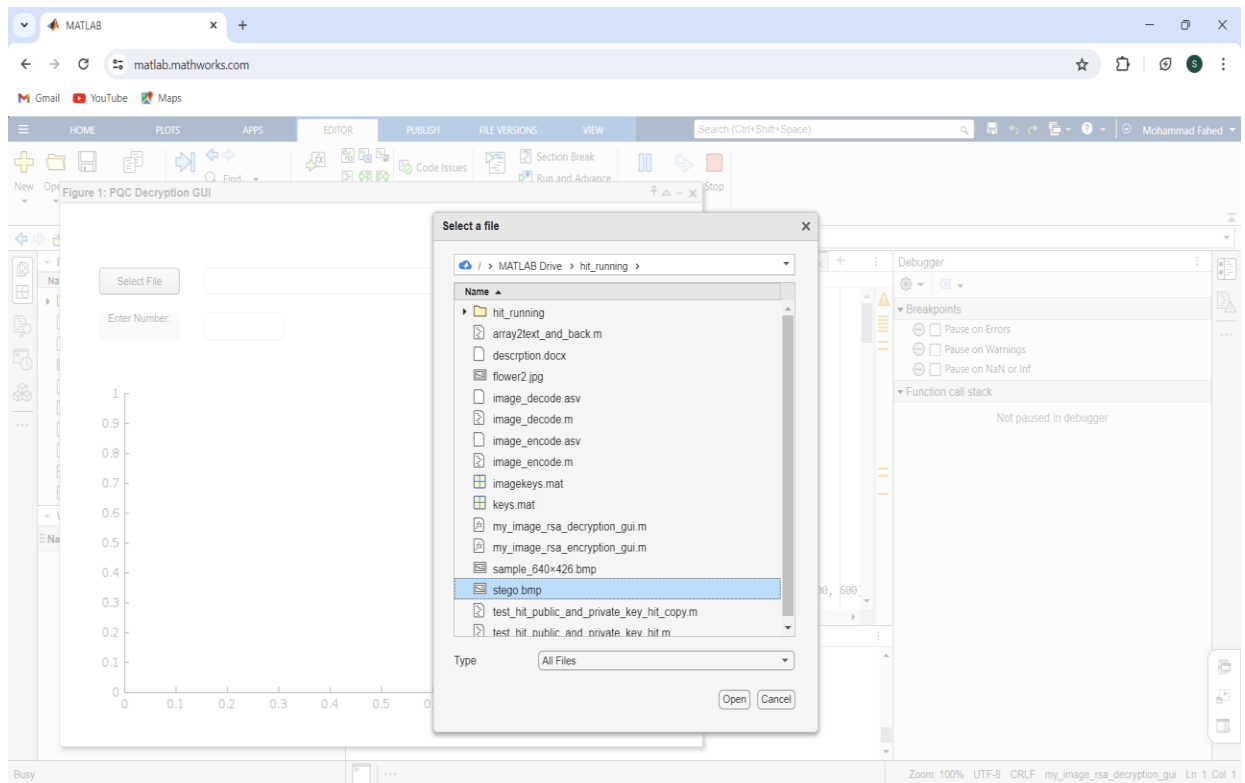 MATLAB
matlab.mathworks.com
S
Gmail YouTube Maps
HOME PLOTS APPS EDITOR PUBLISH FILE VERSIONS VIEW Search (Ctrl+Shift+Space) Mohammad Fahed
New
Find
Code Issues
Section Break
Run and Advance
Stop
Figure 1: PQC Decryption GUI
Select File
Enter Number:
1
0.9
0.8
0.7
0.6
0.5
0.4
0.3
0.2
0.1
0
0 0.1 0.2 0.3 0.4 0.5
Select a file
/ > MATLAB Drive > hit_running >
Name
hit_running
array2text_and_back.m
descrption.docx
flower2.jpg
image_decode.asv
image_decode.m
image_encode.asv
image_encode.m
imagekeys.mat
keys.mat
my_image_rsa_decryption_gui.m
my_image_rsa_encryption_gui.m
sample_640×426.bmp
stego.bmp
test_hit_public_and_private_key_hit_copy.m
test_hit_public_and_private_key_hit.m
Type All Files
Open Cancel
Debugger
Breakpoints
Pause on Errors
Pause on Warnings
Pause on NaN or Inf
Function call stack
Not paused in debugger
Busy
Zoom: 100% UTF-8 CRLF my_image_rsa_decryption_gui Ln 1 Col 1